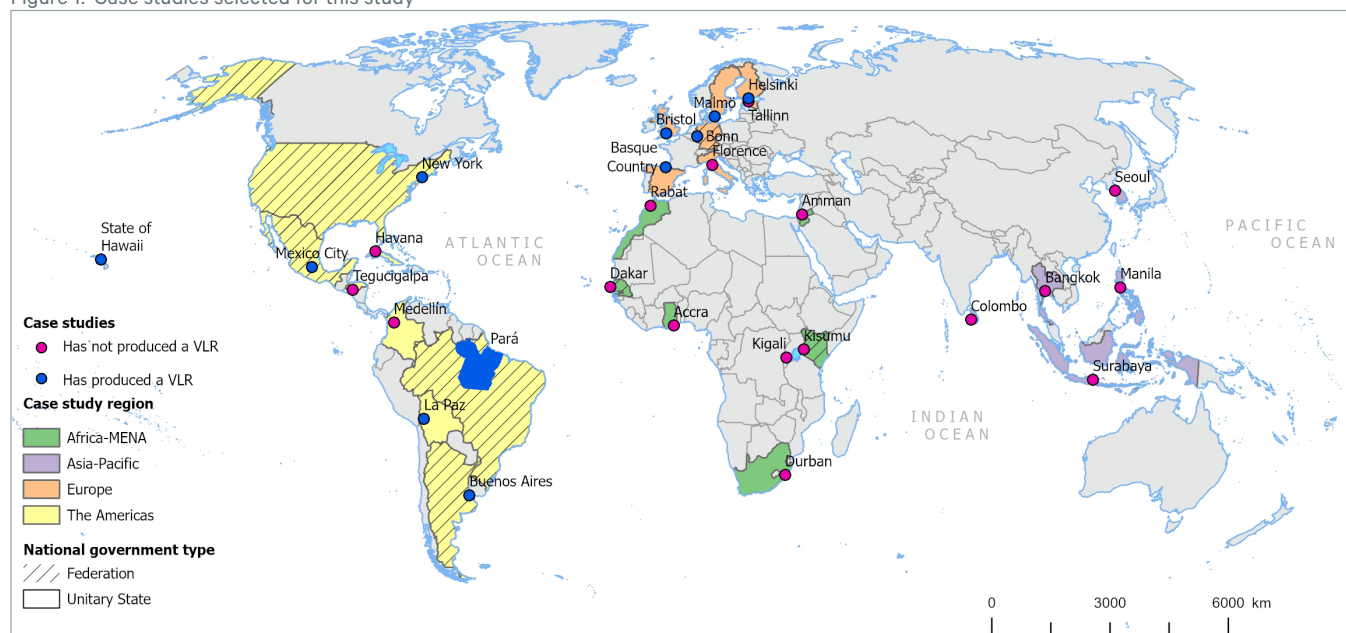 Figure 1. Case studies selected for this study
Helsinki
Malmö
Tallinn
Bristol
Bonn
Basque
Country
Florence
New York
Rabat
Amman
Seoul
State of
Hawaii
Havana
ATLANTIC
OCEAN
PACIFIC
OCEAN
Mexico City
Tegucigalpa
Dakar
Bangkok
Manila
Medellín
Accra
Colombo
Case studies
Has not produced a VLR
Has produced a VLR
Pará
Kigali
Kisumu
Surabaya
Case study region
Africa-MENA
Asia-Pacific
Europe
The Americas
La Paz
INDIAN
OCEAN
Durban
Buenos Aires
National government type
Federation
Unitary State
0 3000 6000 km